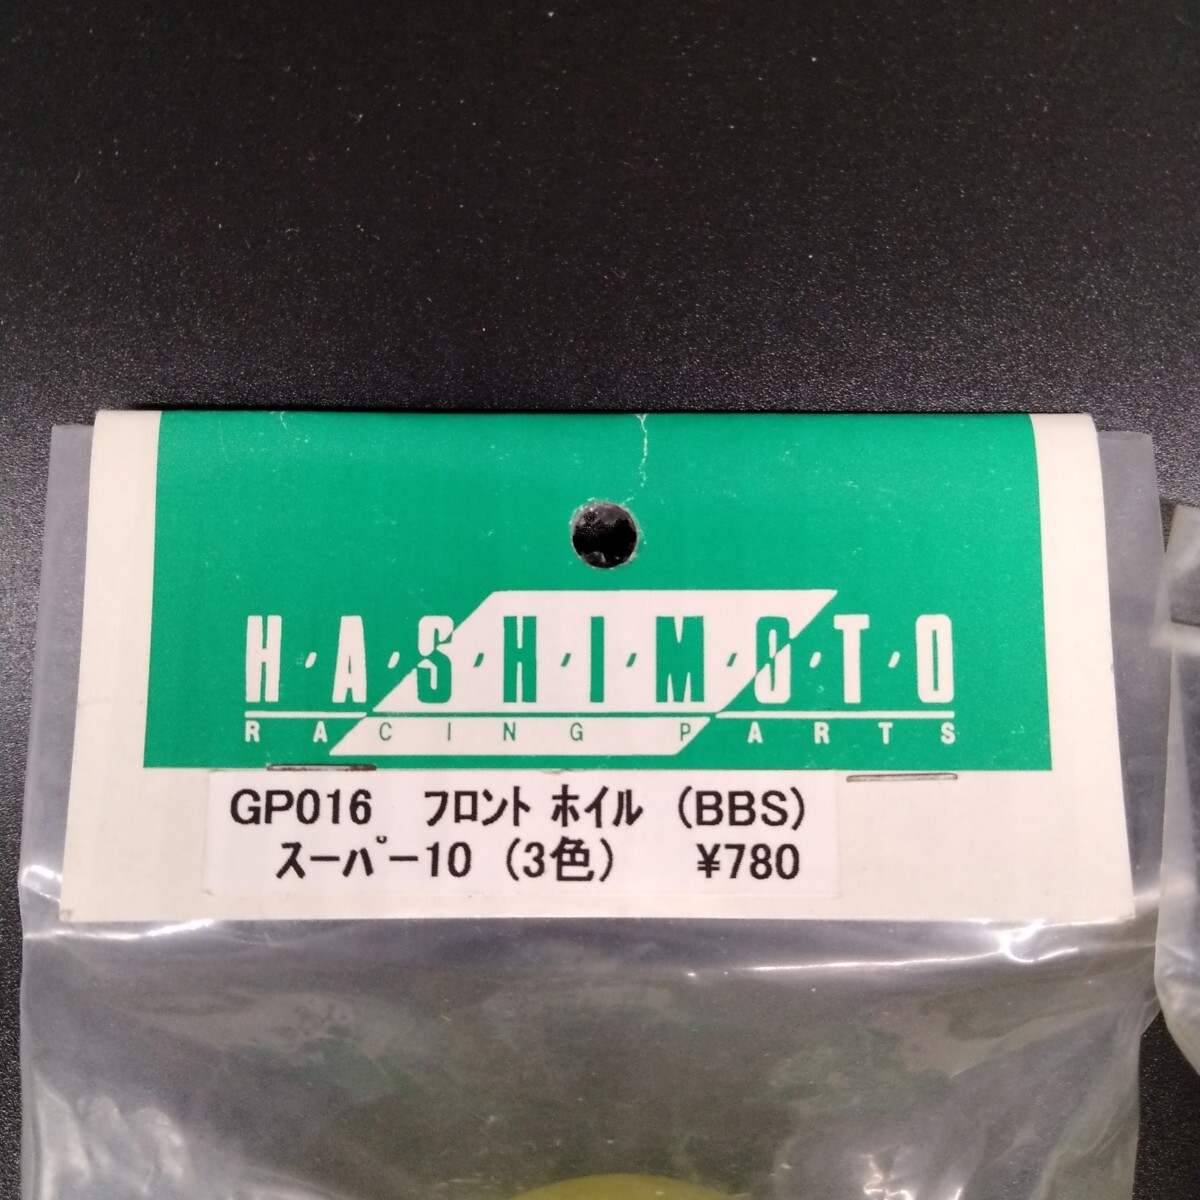 H・A・S・H・I・M・O・T・O
RACING PARTS
GP016 フロント ホイル (BBS)
スーパー10 (3色) ¥780